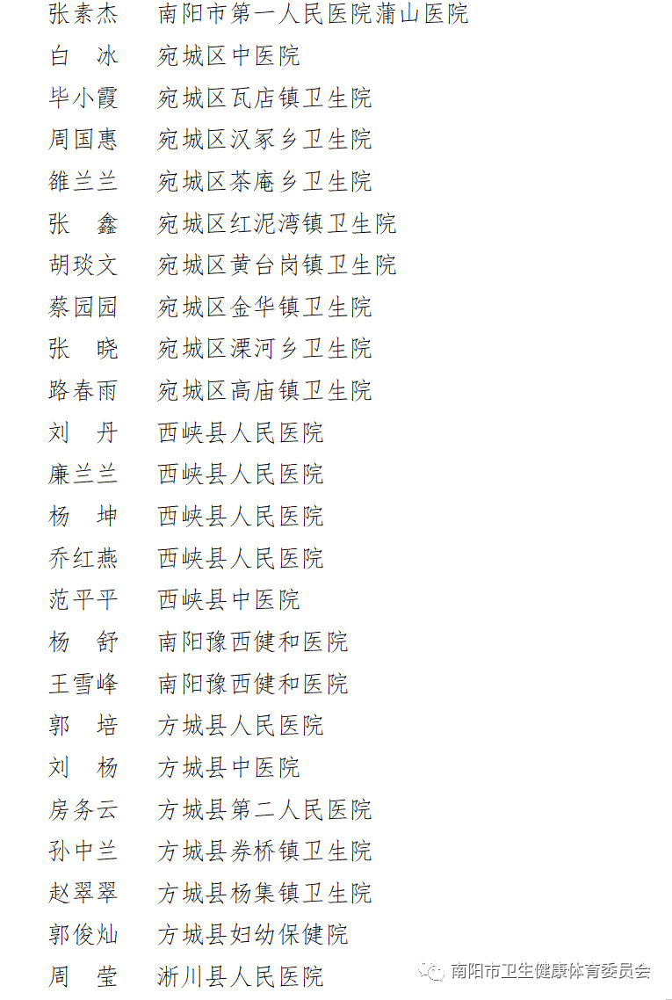 张素杰 南阳市第一人民医院蒲山医院
白 冰 宛城区中医院
毕小霞 宛城区瓦店镇卫生院
周国惠 宛城区汉冢乡卫生院
雒兰兰 宛城区茶庵乡卫生院
张 鑫 宛城区红泥湾镇卫生院
胡琰文 宛城区黄台岗镇卫生院
蔡园园 宛城区金华镇卫生院
张 晓 宛城区溧河乡卫生院
路春雨 宛城区高庙镇卫生院
刘 丹 西峡县人民医院
廉兰兰 西峡县人民医院
杨 坤 西峡县人民医院
乔红燕 西峡县人民医院
范平平 西峡县中医院
杨 舒 南阳豫西健和医院
王雪峰 南阳豫西健和医院
郭 培 方城县人民医院
刘 杨 方城县中医院
房务云 方城县第二人民医院
孙中兰 方城县券桥镇卫生院
赵翠翠 方城县杨集镇卫生院
郭俊灿 方城县妇幼保健院
周 莹 淅川县人民医院
南阳市卫生健康体育委员会